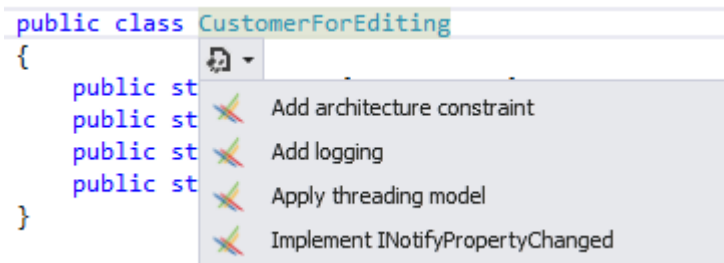 public class CustomerForEditing
{
public st
Add architecture constraint
public st
Add logging
public st
Apply threading model
public st
Implement INotifyPropertyChanged
}